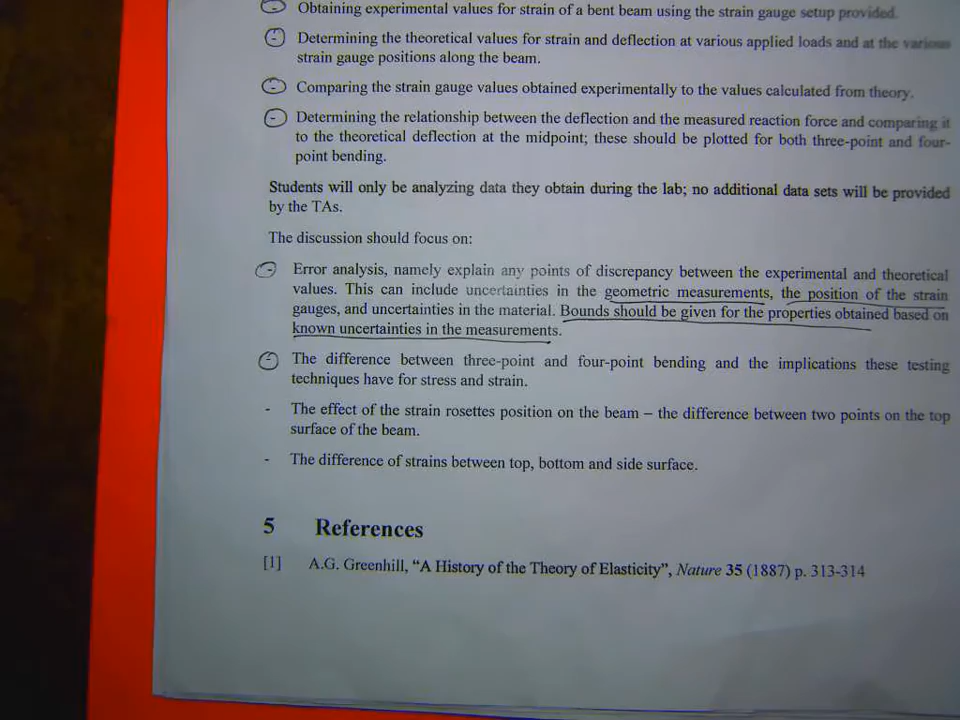 - Obtaining experimental values for strain of a bent beam using the strain gauge setup provided.
- Determining the theoretical values for strain and deflection at various applied loads and at the various
strain gauge positions along the beam.
- Comparing the strain gauge values obtained experimentally to the values calculated from theory.
- Determining the relationship between the deflection and the measured reaction force and comparing it
to the theoretical deflection at the midpoint; these should be plotted for both three-point and four-
point bending.
Students will only be analyzing data they obtain during the lab; no additional data sets will be provided
by the TAs.
The discussion should focus on:
- Error analysis, namely explain any points of discrepancy between the experimental and theoretical
values. This can include uncertainties in the geometric measurements, the position of the strain
gauges, and uncertainties in the material. Bounds should be given for the properties obtained based on
known uncertainties in the measurements.
- The difference between three-point and four-point bending and the implications these testing
techniques have for stress and strain.
- The effect of the strain rosettes position on the beam – the difference between two points on the top
surface of the beam.
- The difference of strains between top, bottom and side surface.
5 References
[1] A.G. Greenhill, “A History of the Theory of Elasticity”, Nature 35 (1887) p. 313-314